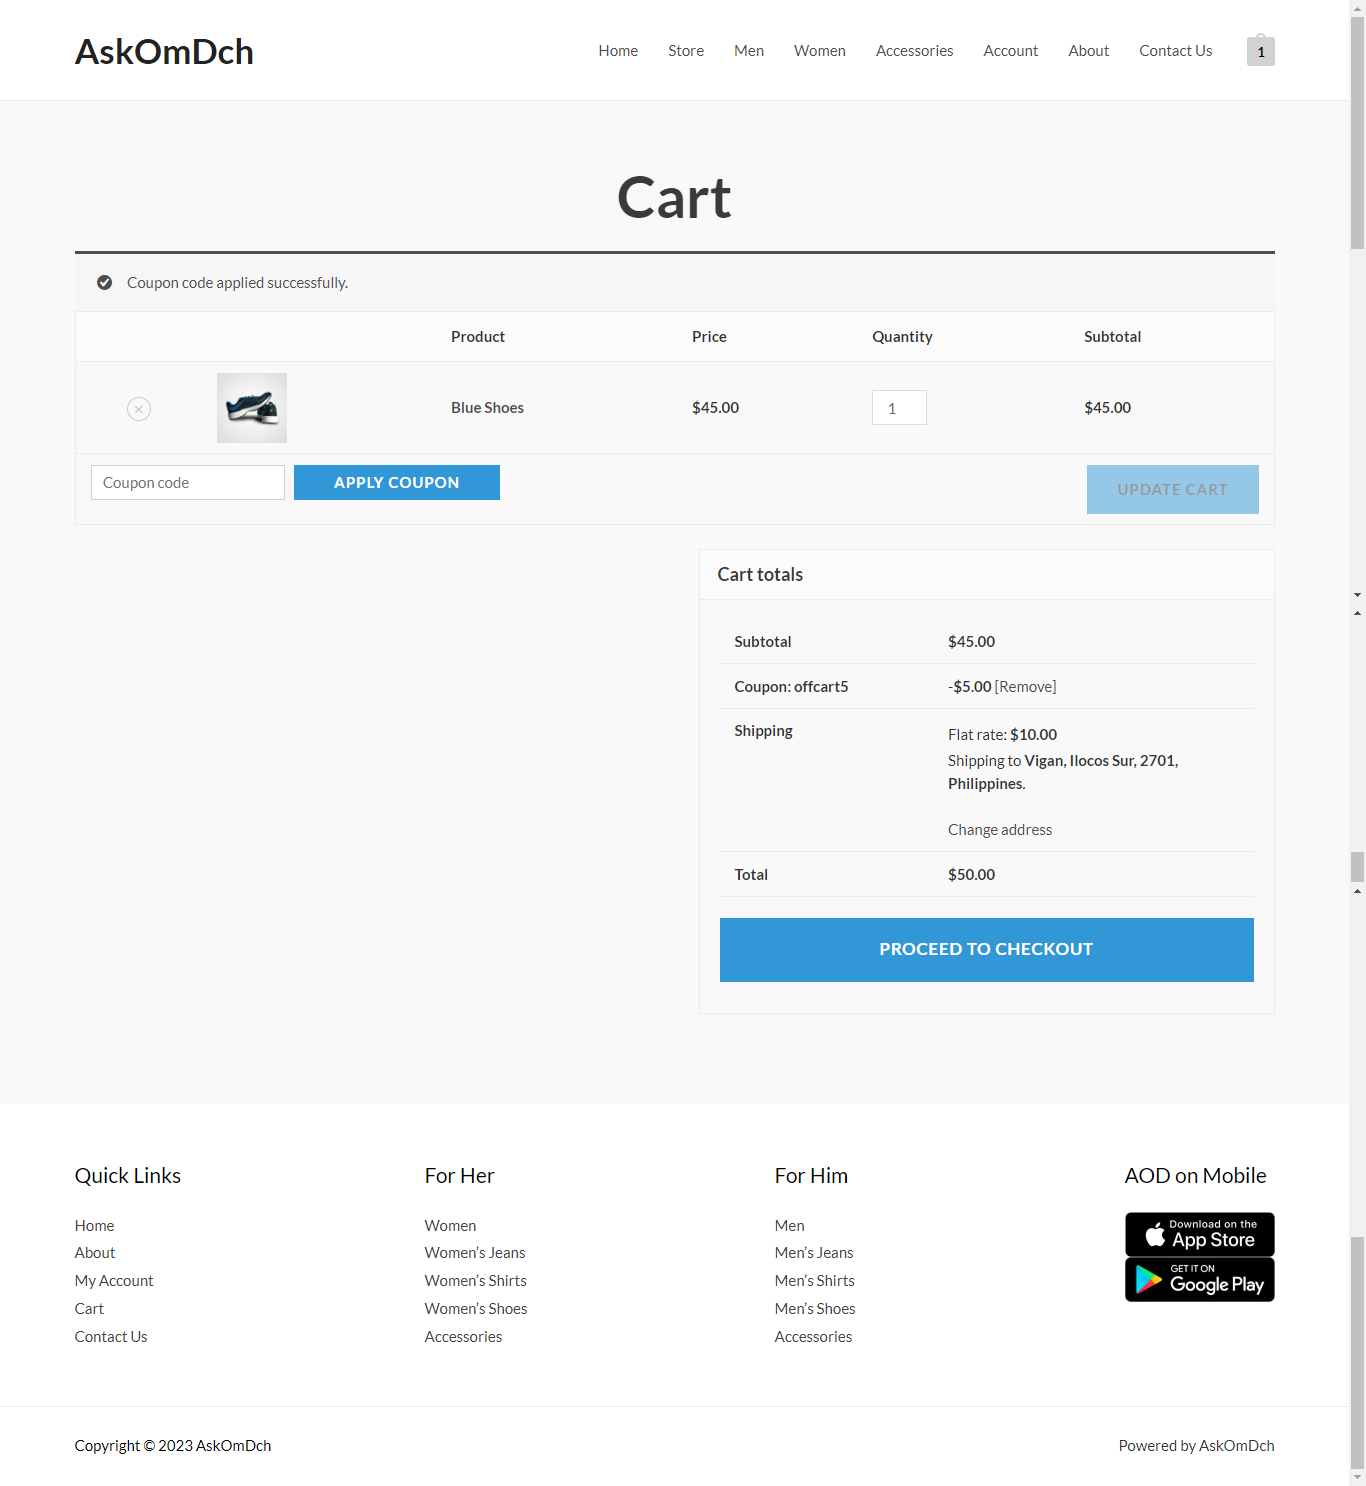 AskOmDch
Home Store Men Women Accessories Account About Contact Us 1
Cart
Coupon code applied successfully.
Product Price Quantity Subtotal
Blue Shoes $45.00 1 $45.00
Coupon code APPLY COUPON UPDATE CART
Cart totals
Subtotal $45.00
Coupon: offcart5 -$5.00 [Remove]
Shipping Flat rate: $10.00
Shipping to Vigan, Ilocos Sur, 2701,
Philippines.
Change address
Total $50.00
PROCEED TO CHECKOUT
Quick Links
Home
About
My Account
Cart
Contact Us
For Her
Women
Women’s Jeans
Women’s Shirts
Women’s Shoes
Accessories
For Him
Men
Men’s Jeans
Men’s Shirts
Men’s Shoes
Accessories
AOD on Mobile
Download on the
App Store
GET IT ON
Google Play
Copyright © 2023 AskOmDch
Powered by AskOmDch